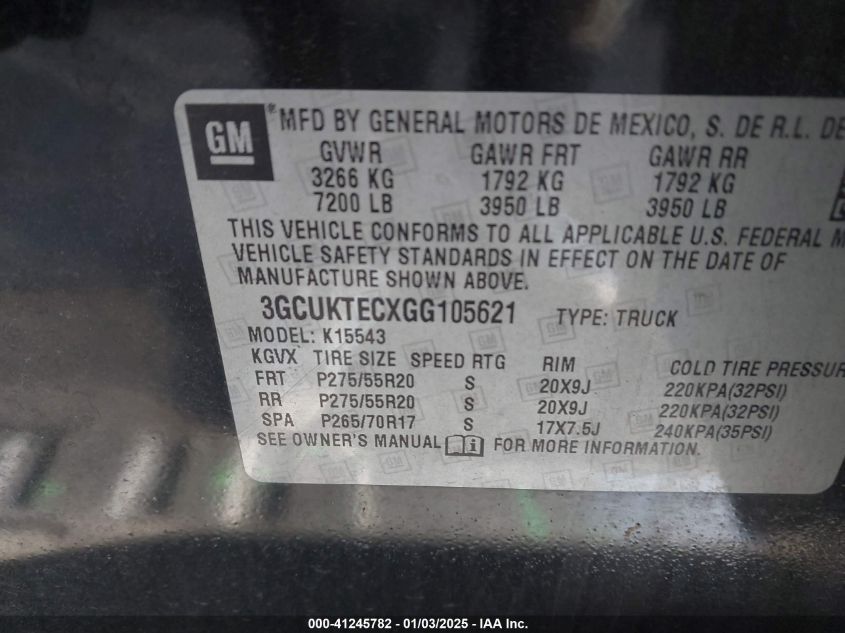 GM ® MFD BY GENERAL MOTORS DE MEXICO, S. DE R.L. DE
GVWR GAWR FRT GAWR RR
3266 KG 1792 KG 1792 KG
7200 LB 3950 LB 3950 LB
THIS VEHICLE CONFORMS TO ALL APPLICABLE U.S. FEDERAL M
VEHICLE SAFETY STANDARDS IN EFFECT ON THE DATE OF
MANUFACTURE SHOWN ABOVE.
3GCUKTECXGG105621 TYPE: TRUCK
MODEL: K15543
KGVX TIRE SIZE SPEED RTG RIM COLD TIRE PRESSUR
FRT P275/55R20 S 20X9J 220KPA(32PSI)
RR P275/55R20 S 20X9J 220KPA(32PSI)
SPA P265/70R17 S 17X7.5J 240KPA(35PSI)
SEE OWNER'S MANUAL i FOR MORE INFORMATION.
000-41245782 - 01/03/2025 - IAA Inc.